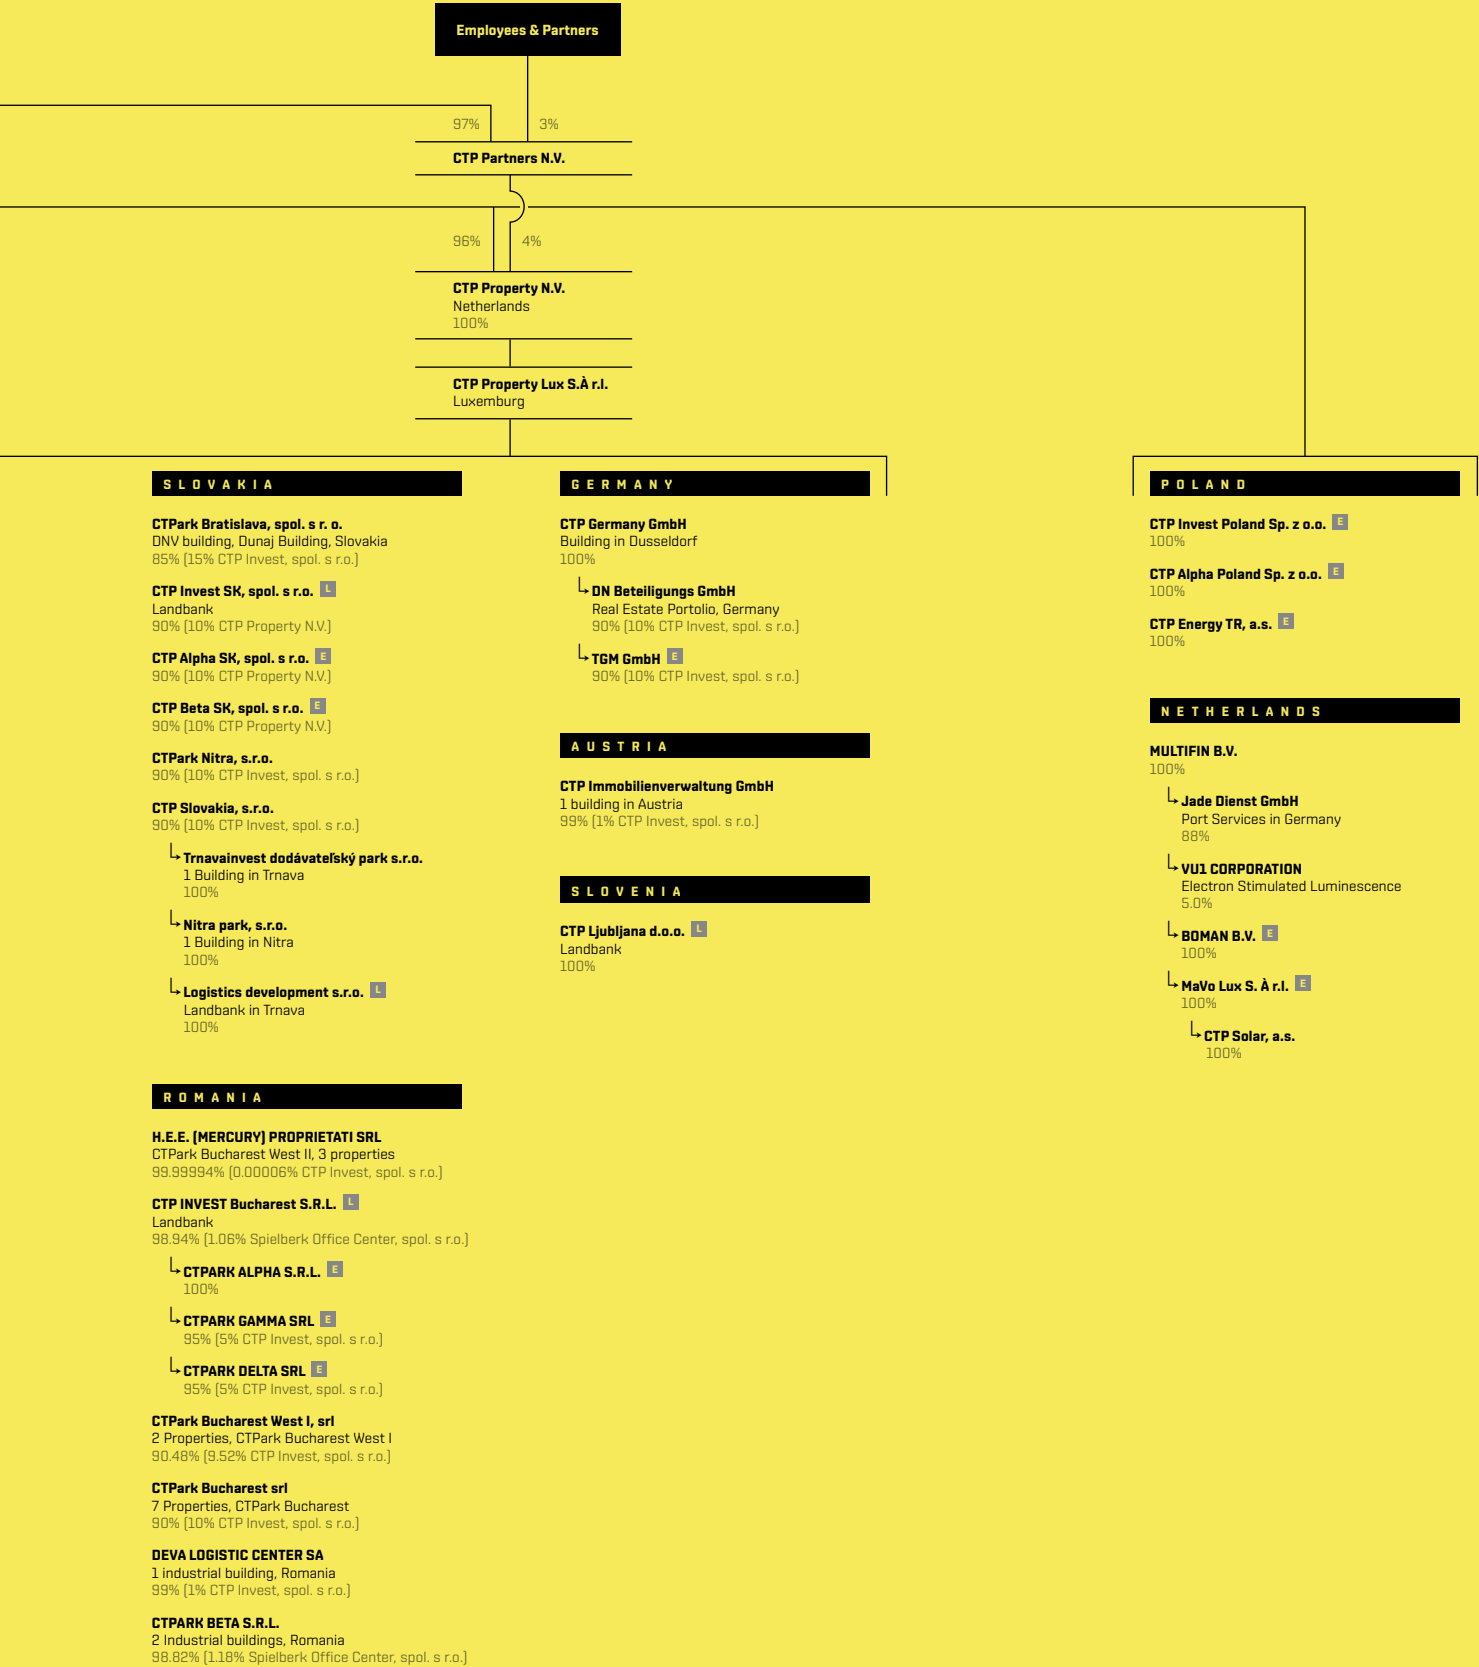 Employees & Partners
97%
3%
CTP Partners N.V.
96%
4%
CTP Property N.V.
Netherlands
100%
CTP Property Lux S.À r.l.
Luxemburg
SLOVAKIA
CTPark Bratislava, spol. s r. o.
DNV building, Dunaj Building, Slovakia
85% (15% CTP Invest, spol. s r.o.)
CTP Invest SK, spol. s r.o. L
Landbank
90% (10% CTP Property N.V.)
CTP Alpha SK, spol. s r.o. E
90% (10% CTP Property N.V.)
CTP Beta SK, spol. s r.o. E
90% (10% CTP Property N.V.)
CTPark Nitra, s.r.o.
90% (10% CTP Invest, spol. s r.o.)
CTP Slovakia, s.r.o.
90% (10% CTP Invest, spol. s r.o.)
Trnavainvest dodávateľský park s.r.o.
1 Building in Trnava
100%
Nitra park, s.r.o.
1 Building in Nitra
100%
Logistics development s.r.o. L
Landbank in Trnava
100%
ROMANIA
H.E.E. (MERCURY) PROPRIETATI SRL
CTPark Bucharest West II, 3 properties
99.99994% (0.00006% CTP Invest, spol. s r.o.)
CTP INVEST Bucharest S.R.L. L
Landbank
98.94% (1.06% Spielberk Office Center, spol. s r.o.)
CTPARK ALPHA S.R.L. E
100%
CTPARK GAMMA SRL E
95% (5% CTP Invest, spol. s r.o.)
CTPARK DELTA SRL E
95% (5% CTP Invest, spol. s r.o.)
CTPark Bucharest West I, srl
2 Properties, CTPark Bucharest West I
90.48% (9.52% CTP Invest, spol. s r.o.)
CTPark Bucharest srl
7 Properties, CTPark Bucharest
90% (10% CTP Invest, spol. s r.o.)
DEVA LOGISTIC CENTER SA
1 industrial building, Romania
99% (1% CTP Invest, spol. s r.o.)
CTPARK BETA S.R.L.
2 Industrial buildings, Romania
98.82% (1.18% Spielberk Office Center, spol. s r.o.)
GERMANY
CTP Germany GmbH
Building in Dusseldorf
100%
DN Beteiligungs GmbH
Real Estate Portolio, Germany
90% (10% CTP Invest, spol. s r.o.)
TGM GmbH E
90% (10% CTP Invest, spol. s r.o.)
AUSTRIA
CTP Immobilienverwaltung GmbH
1 building in Austria
99% (1% CTP Invest, spol. s r.o.)
SLOVENIA
CTP Ljubljana d.o.o. L
Landbank
100%
POLAND
CTP Invest Poland Sp. z o.o. E
100%
CTP Alpha Poland Sp. z o.o. E
100%
CTP Energy TR, a.s. E
100%
NETHERLANDS
MULTIFIN B.V.
100%
Jade Dienst GmbH
Port Services in Germany
88%
VU1 CORPORATION
Electron Stimulated Luminescence
5.0%
BOMAN B.V. E
100%
MaVo Lux S. À r.l. E
100%
CTP Solar, a.s.
100%